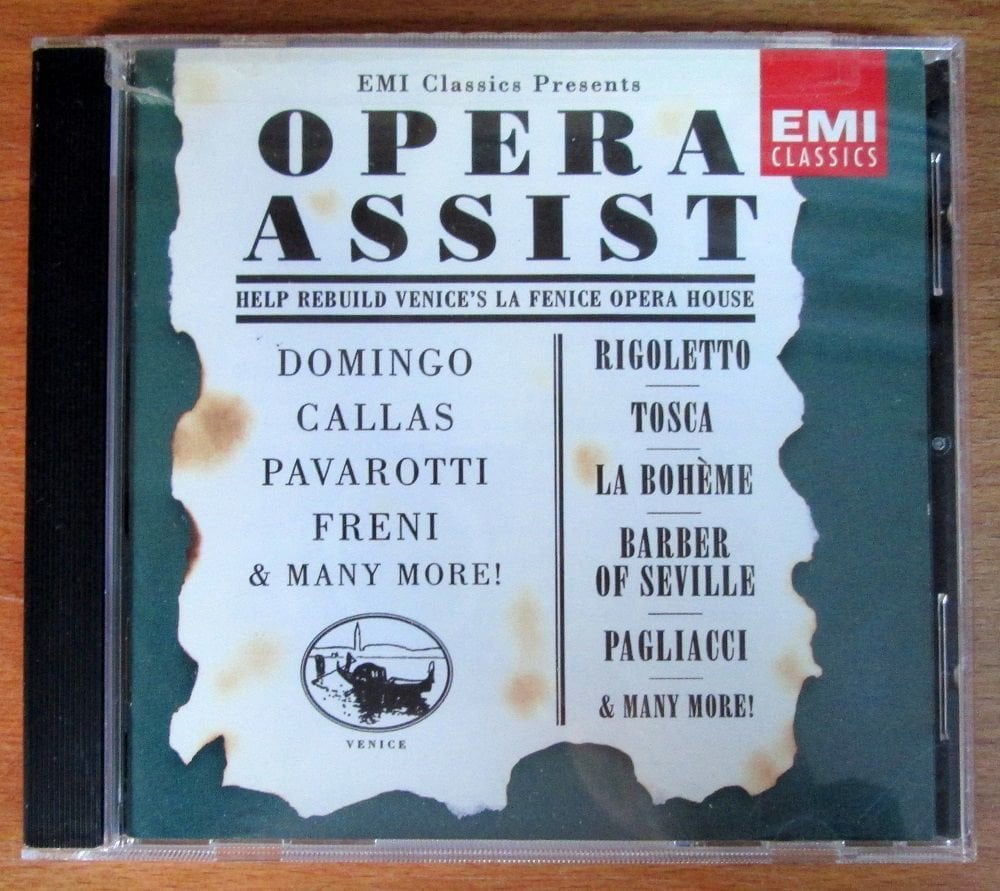 EMI Classics Presents
OPERA
ASSIST
EMI
CLASSICS
HELP REBUILD VENICE'S LA FENICE OPERA HOUSE
DOMINGO
CALLAS
PAVAROTTI
FRENI
& MANY MORE!
VENICE
RIGOLETTO
TOSCA
LA BOHÈME
BARBER
OF SEVILLE
PAGLIACCI
& MANY MORE!